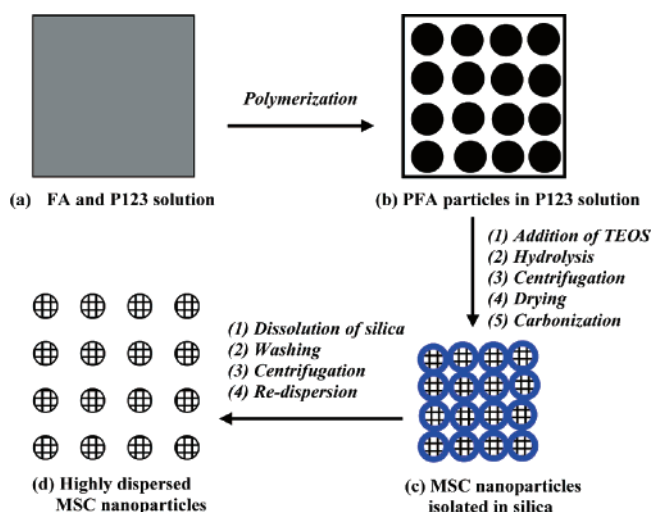 Polymerization
(a) FA and P123 solution
(b) PFA particles in P123 solution
(1) Addition of TEOS
(2) Hydrolysis
(3) Centrifugation
(4) Drying
(5) Carbonization
(1) Dissolution of silica
(2) Washing
(3) Centrifugation
(4) Re-dispersion
(d) Highly dispersed
MSC nanoparticles
(c) MSC nanoparticles
isolated in silica